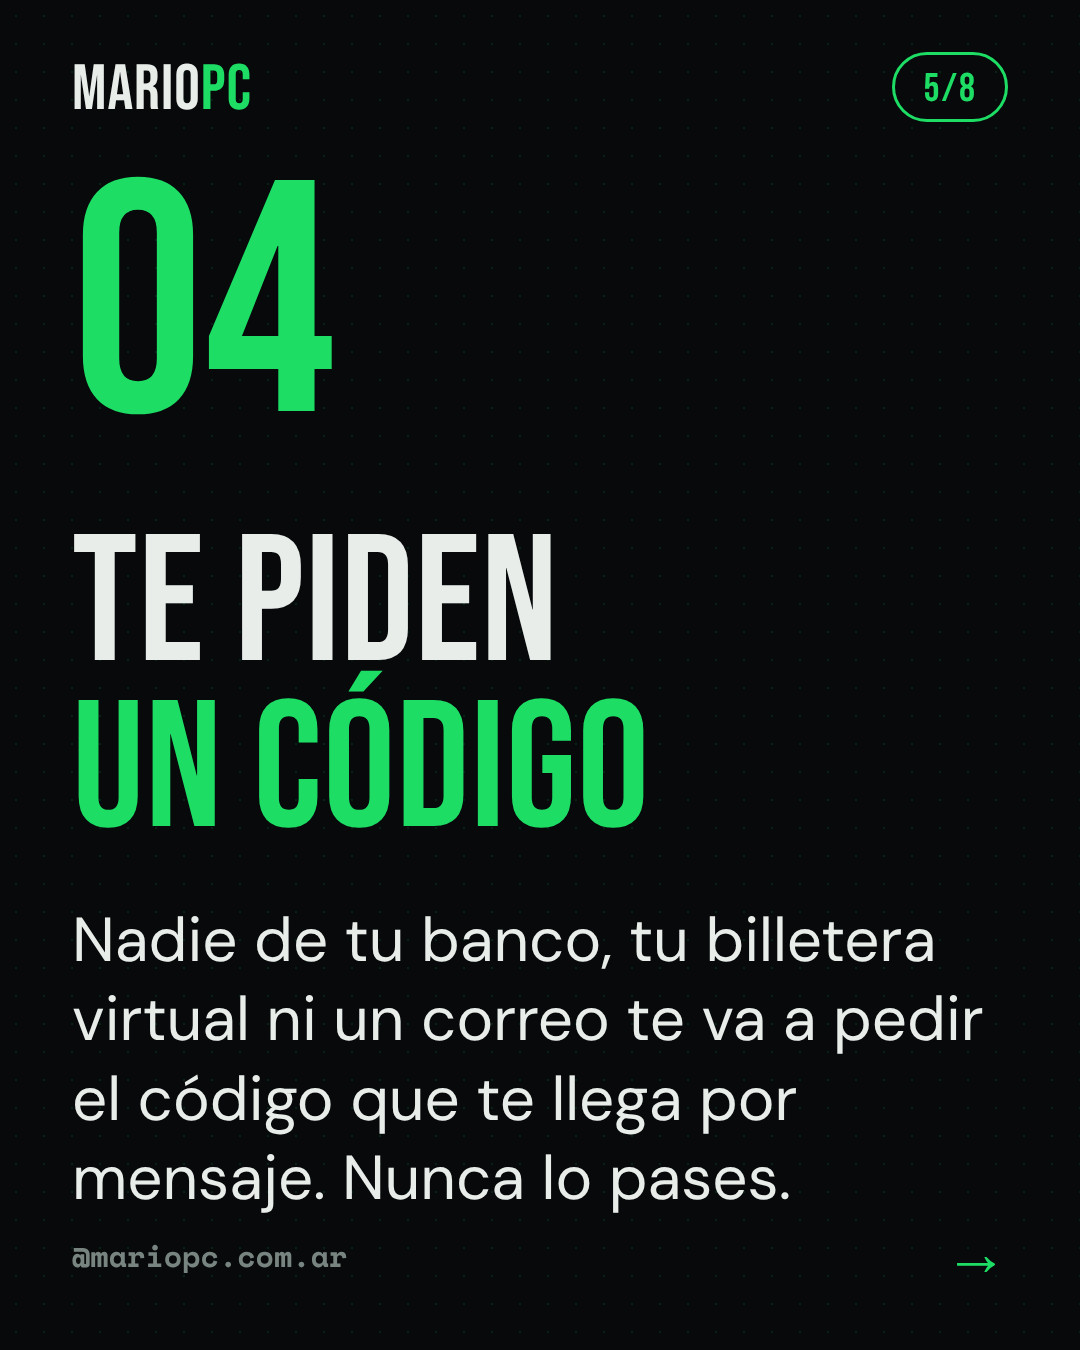 MARIOPC
5/8
04
TE PIDEN
UN CÓDIGO
Nadie de tu banco, tu billetera
virtual ni un correo te va a pedir
el código que te llega por
mensaje. Nunca lo pases.
@mariopc.com.ar
→